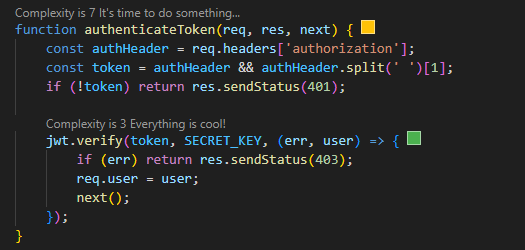 Complexity is 7 It's time to do something...
function authenticateToken(req, res, next) {
const authHeader = req.headers['authorization'];
const token = authHeader && authHeader.split(' ')[1];
if (!token) return res.sendStatus(401);
Complexity is 3 Everything is cool!
jwt.verify(token, SECRET_KEY, (err, user) => {
if (err) return res.sendStatus(403);
req.user = user;
next();
});
}